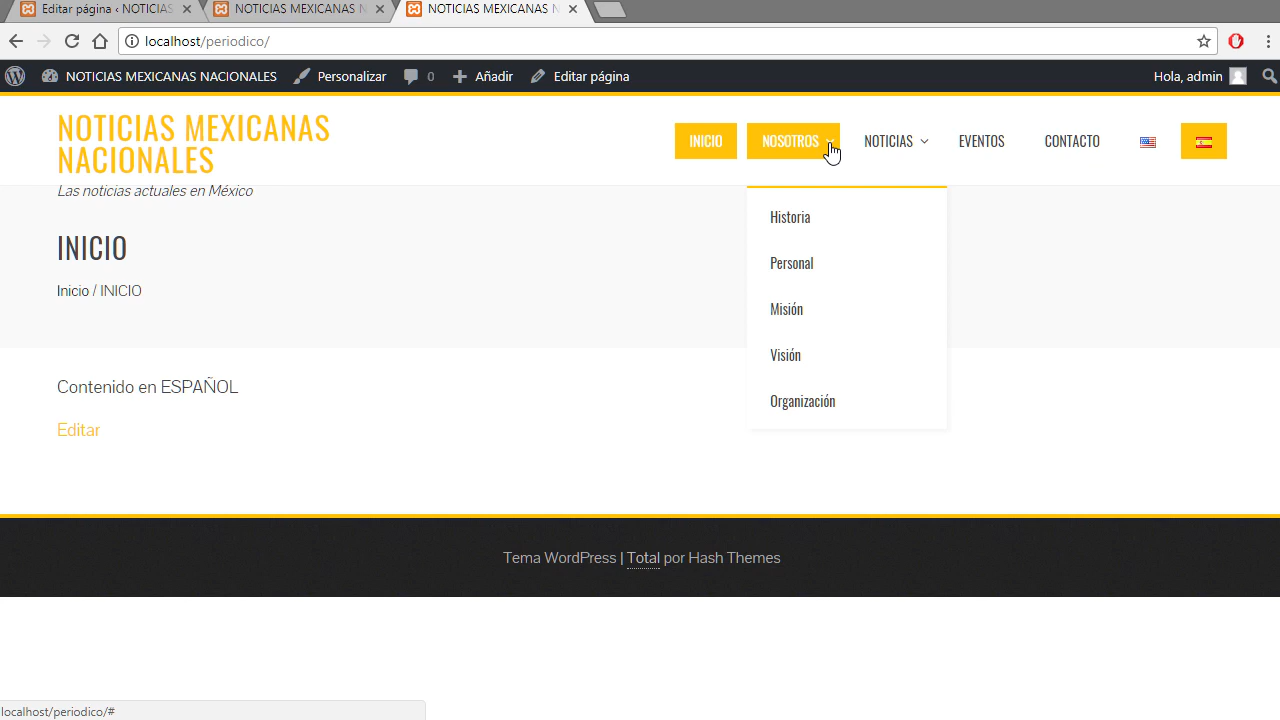 Editar página ‹ NOTICIAS
NOTICIAS MEXICANAS N
NOTICIAS MEXICANAS N
localhost/periodico/
NOTICIAS MEXICANAS NACIONALES
Personalizar
0
Añadir
Editar página
Hola, admin
NOTICIAS MEXICANAS
NACIONALES
Las noticias actuales en México
INICIO
NOSOTROS
NOTICIAS
EVENTOS
CONTACTO
Historia
Personal
Misión
Visión
Organización
INICIO
Inicio / INICIO
Contenido en ESPAÑOL
Editar
Tema WordPress | Total por Hash Themes
localhost/periodico/#